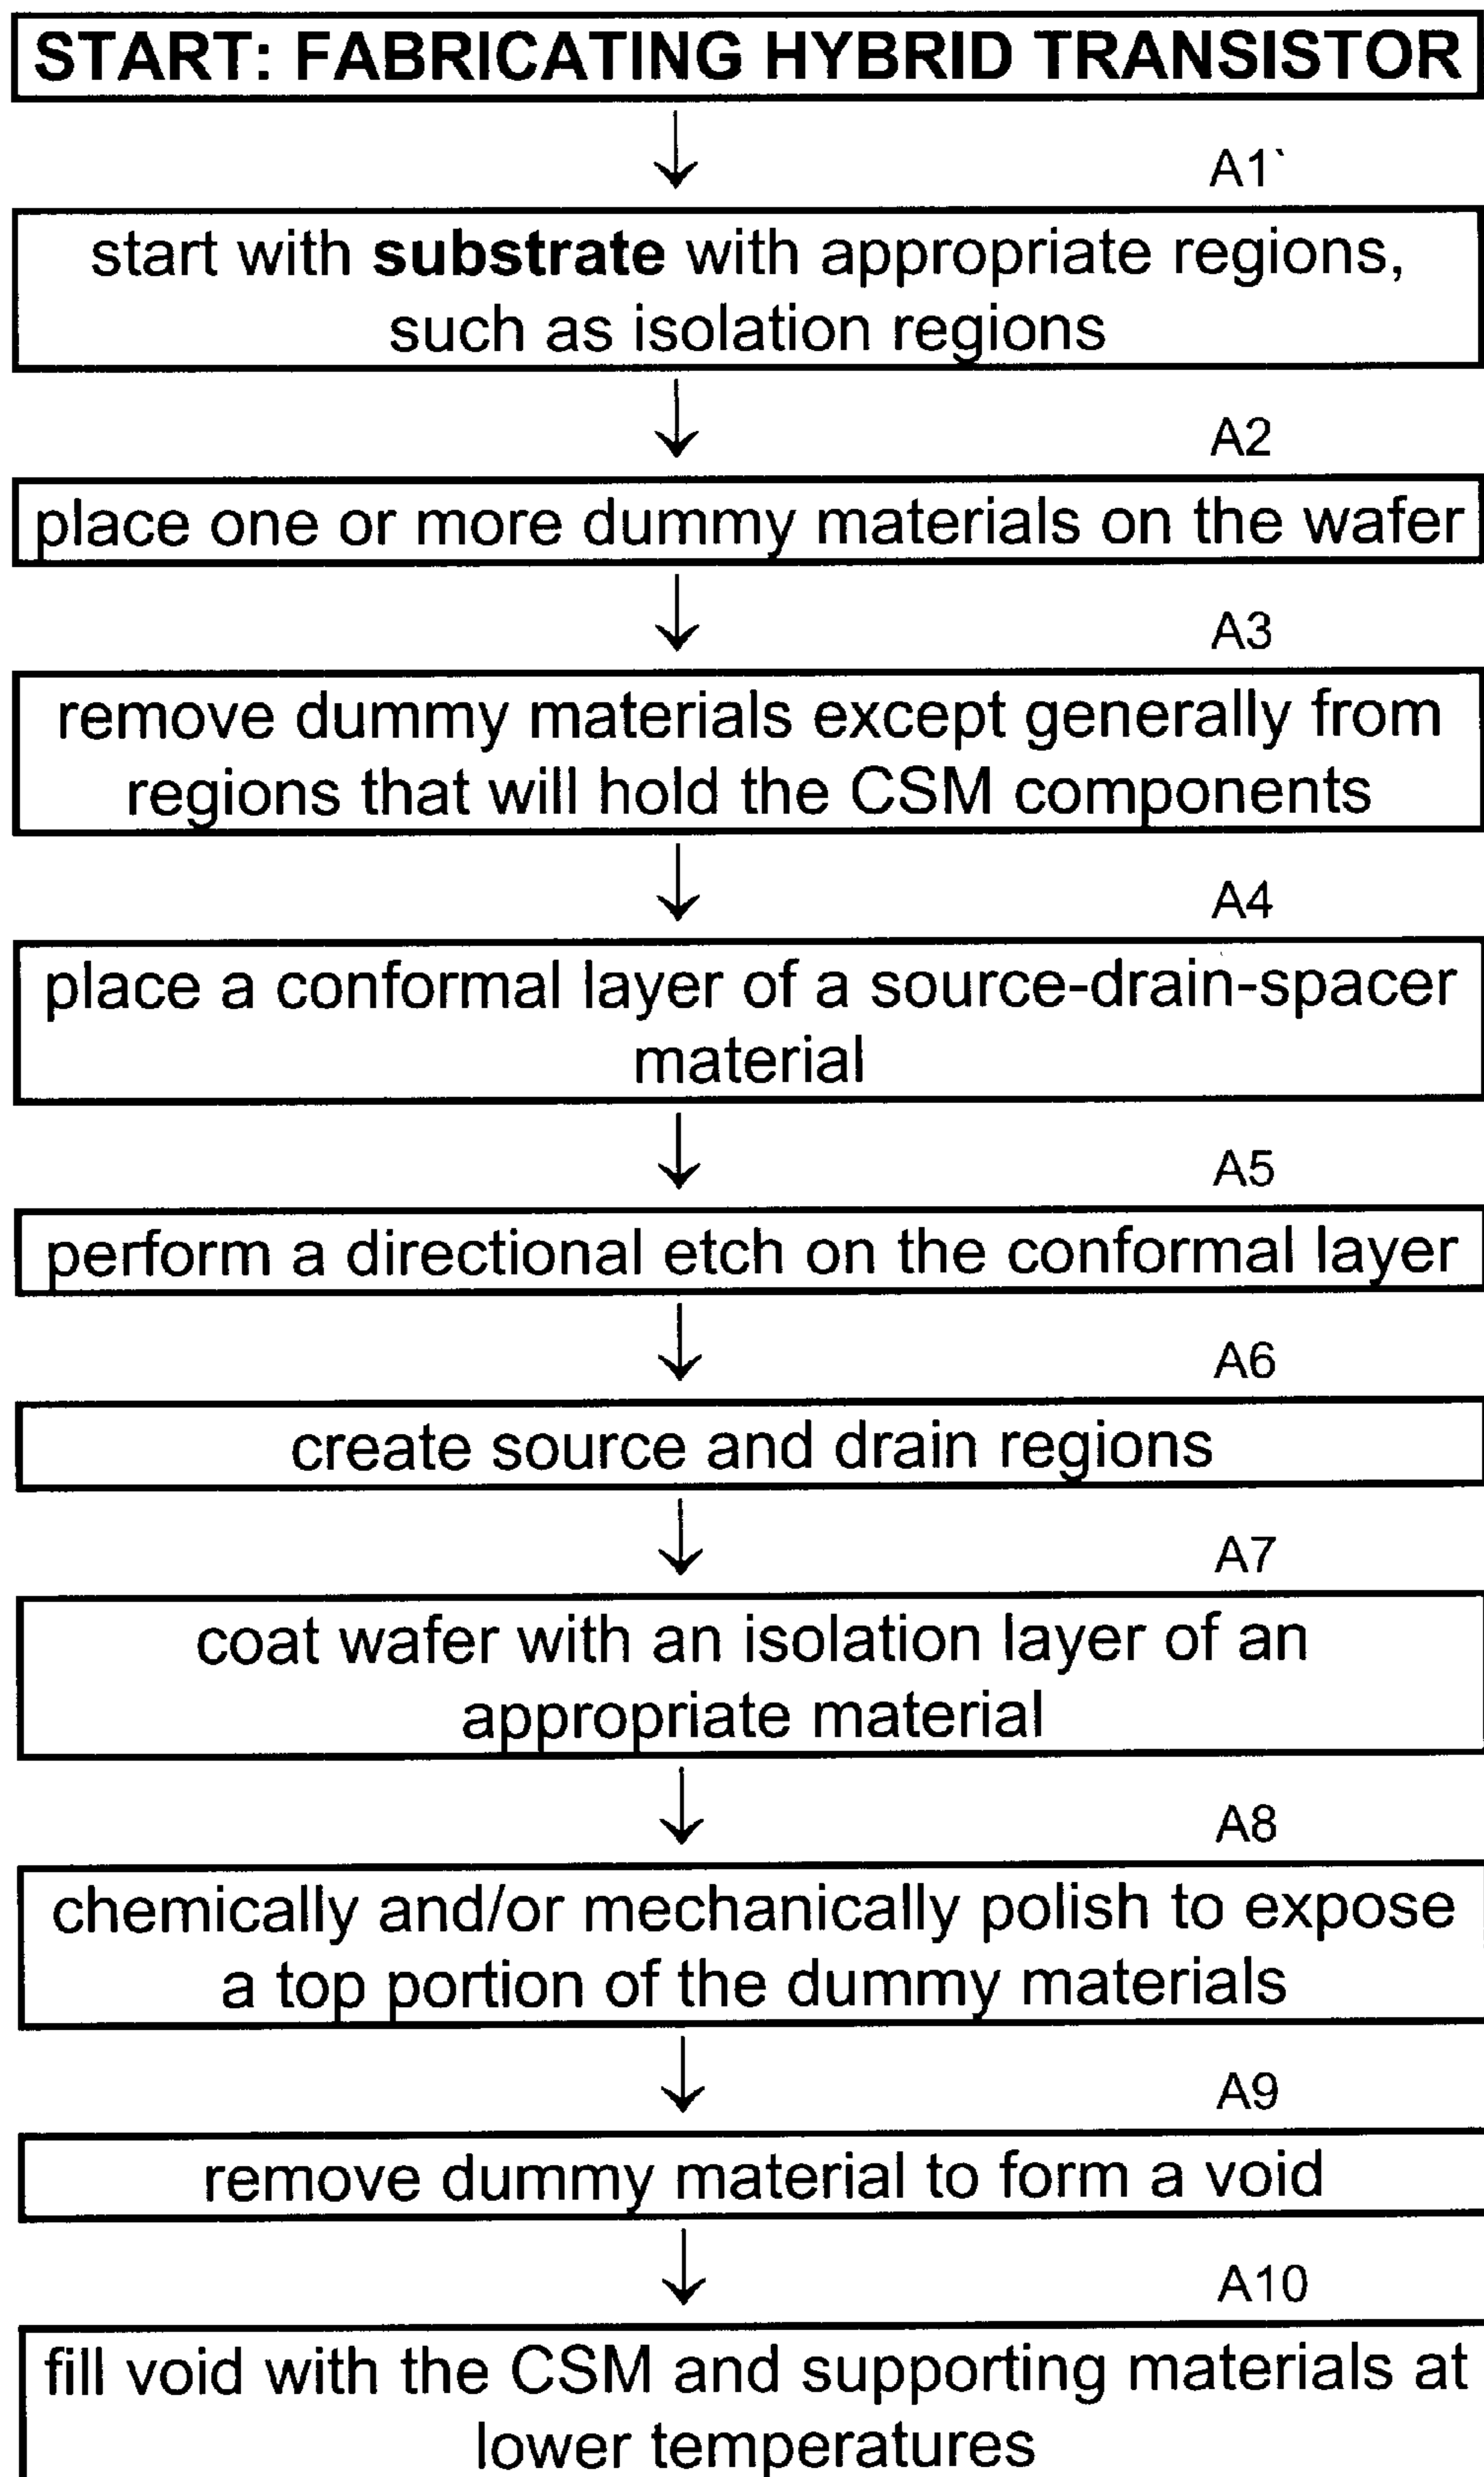 START: FABRICATING HYBRID TRANSISTOR
A1`
start with substrate with appropriate regions,
such as isolation regions
A2
place one or more dummy materials on the wafer
A3
remove dummy materials except generally from
regions that will hold the CSM components
A4
place a conformal layer of a source-drain-spacer
material
A5
perform a directional etch on the conformal layer
A6
create source and drain regions
A7
coat wafer with an isolation layer of an
appropriate material
A8
chemically and/or mechanically polish to expose
a top portion of the dummy materials
A9
remove dummy material to form a void
A10
fill void with the CSM and supporting materials at
lower temperatures